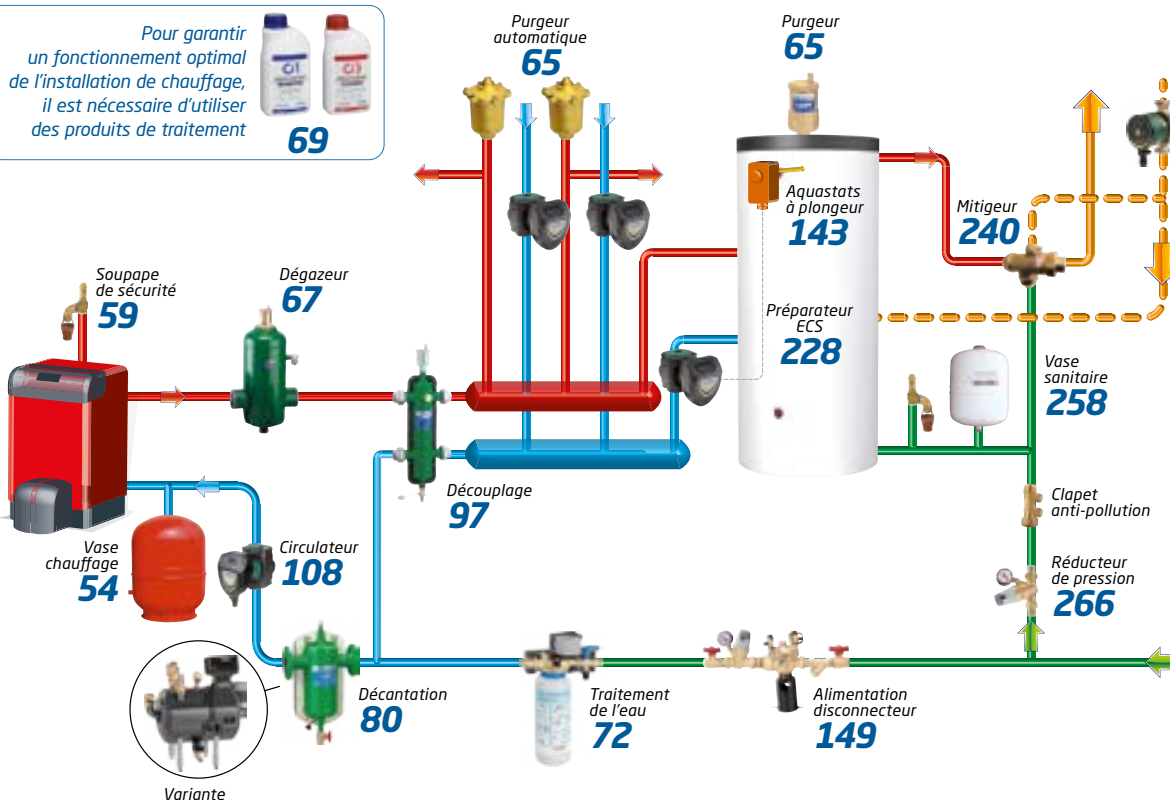 Pour garantir
un fonctionnement optimal
de l'installation de chauffage,
il est nécessaire d'utiliser
des produits de traitement
69
Purgeur
automatique
65
Purgeur
65
Aquastats
à plongeur
143
Mitigeur
240
Soupape
de sécurité
59
Dégazeur
67
Préparateur
ECS
228
Vase
sanitaire
258
Découplage
97
Clapet
anti-pollution
Vase
chauffage
54
Circulateur
108
Réducteur
de pression
266
Décantation
80
Traitement
de l'eau
72
Alimentation
disconnecteur
149
Variante